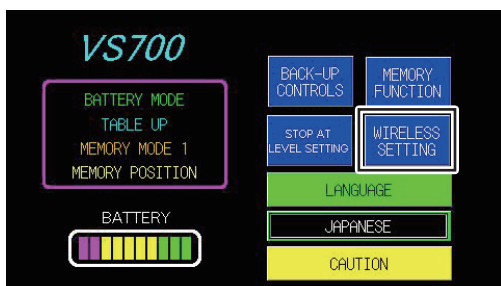 VS700
BATTERY MODE
TABLE UP
MEMORY MODE 1
MEMORY POSITION
BATTERY
BACK-UP
CONTROLS
MEMORY
FUNCTION
STOP AT
LEVEL SETTING
WIRELESS
SETTING
LANGUAGE
JAPANESE
CAUTION